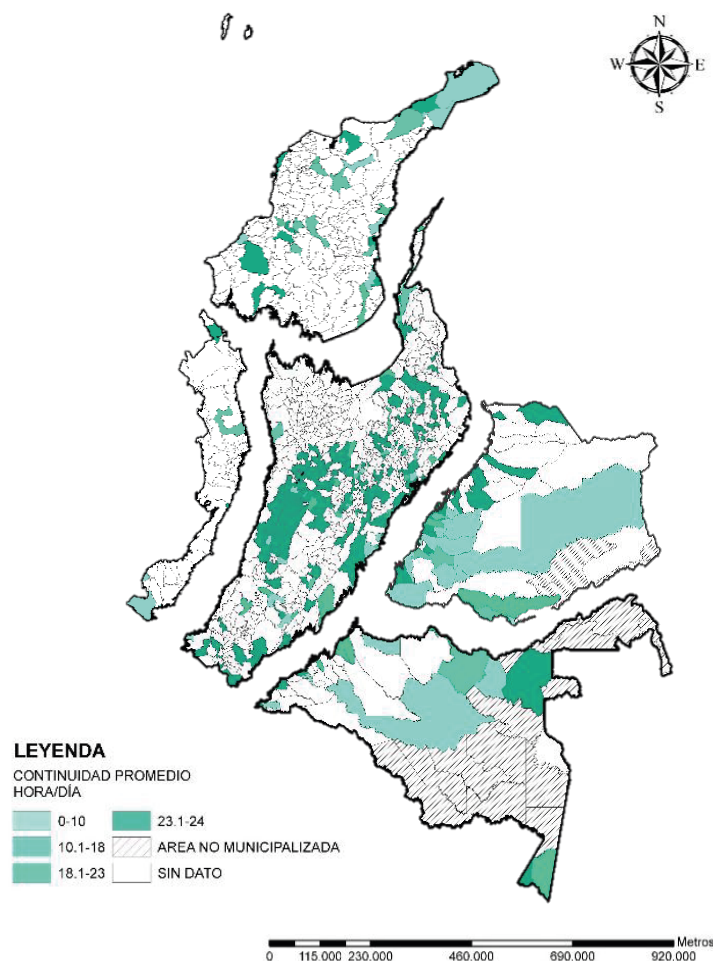 N
W E
S
LEYENDA
CONTINUIDAD PROMEDIO
HORA/DÍA
0-10
10.1-18
18.1-23
23.1-24
AREA NO MUNICIPALIZADA
SIN DATO
Metros
0 115.000 230.000 460.000 690.000 920.000